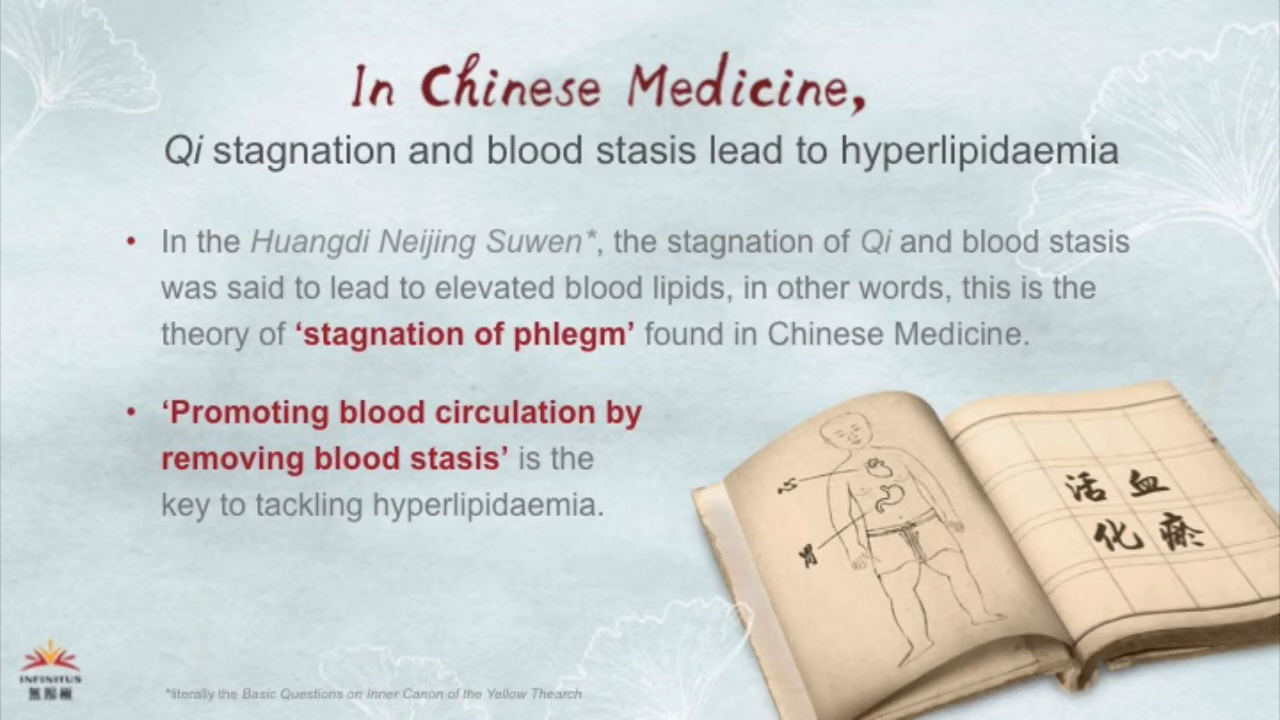 In Chinese Medicine,
Qi stagnation and blood stasis lead to hyperlipidaemia
• In the Huangdi Neijing Suwen*, the stagnation of Qi and blood stasis
was said to lead to elevated blood lipids, in other words, this is the
theory of ‘stagnation of phlegm’ found in Chinese Medicine.
• ‘Promoting blood circulation by
removing blood stasis’ is the
key to tackling hyperlipidaemia.
活血
化瘀
INFINITUS
無限極
*literally the Basic Questions on Inner Canon of the Yellow Thearch